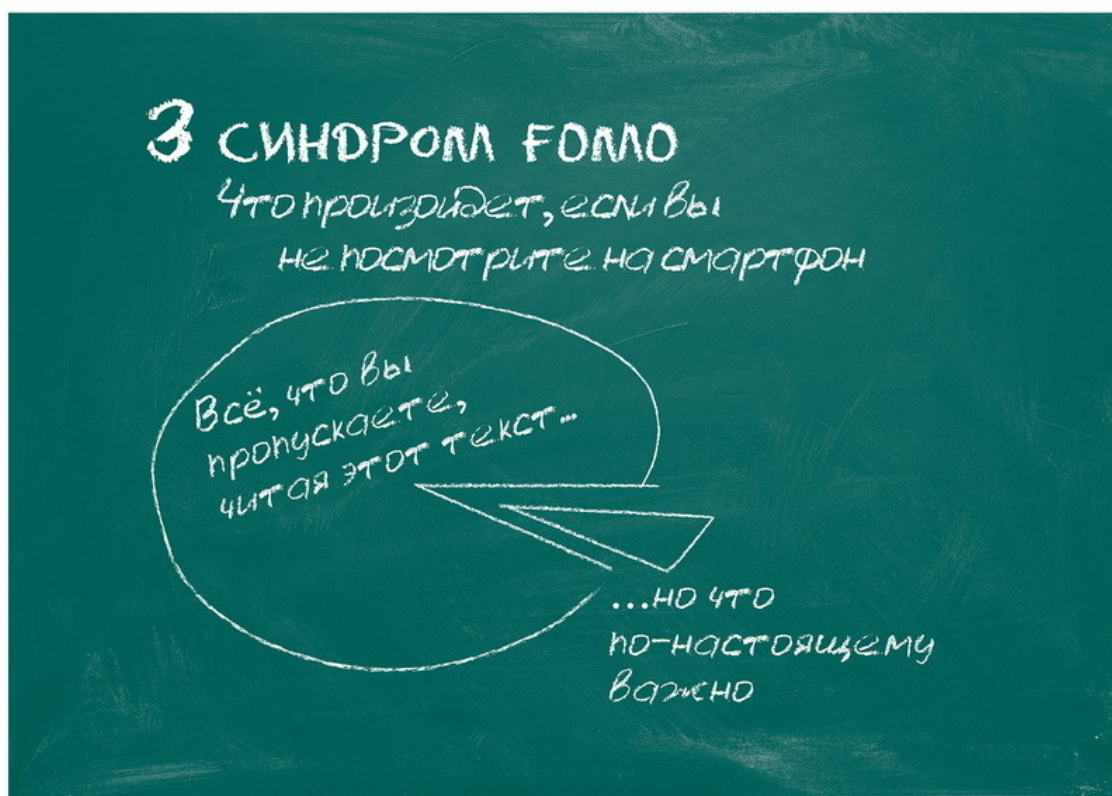 3 СИНДРОМ FOMO
Что произойдет, если вы
не посмотрите на смартфон
Всё, что вы
пропускаете,
читая этот текст...
...но что
по-настоящему
важно